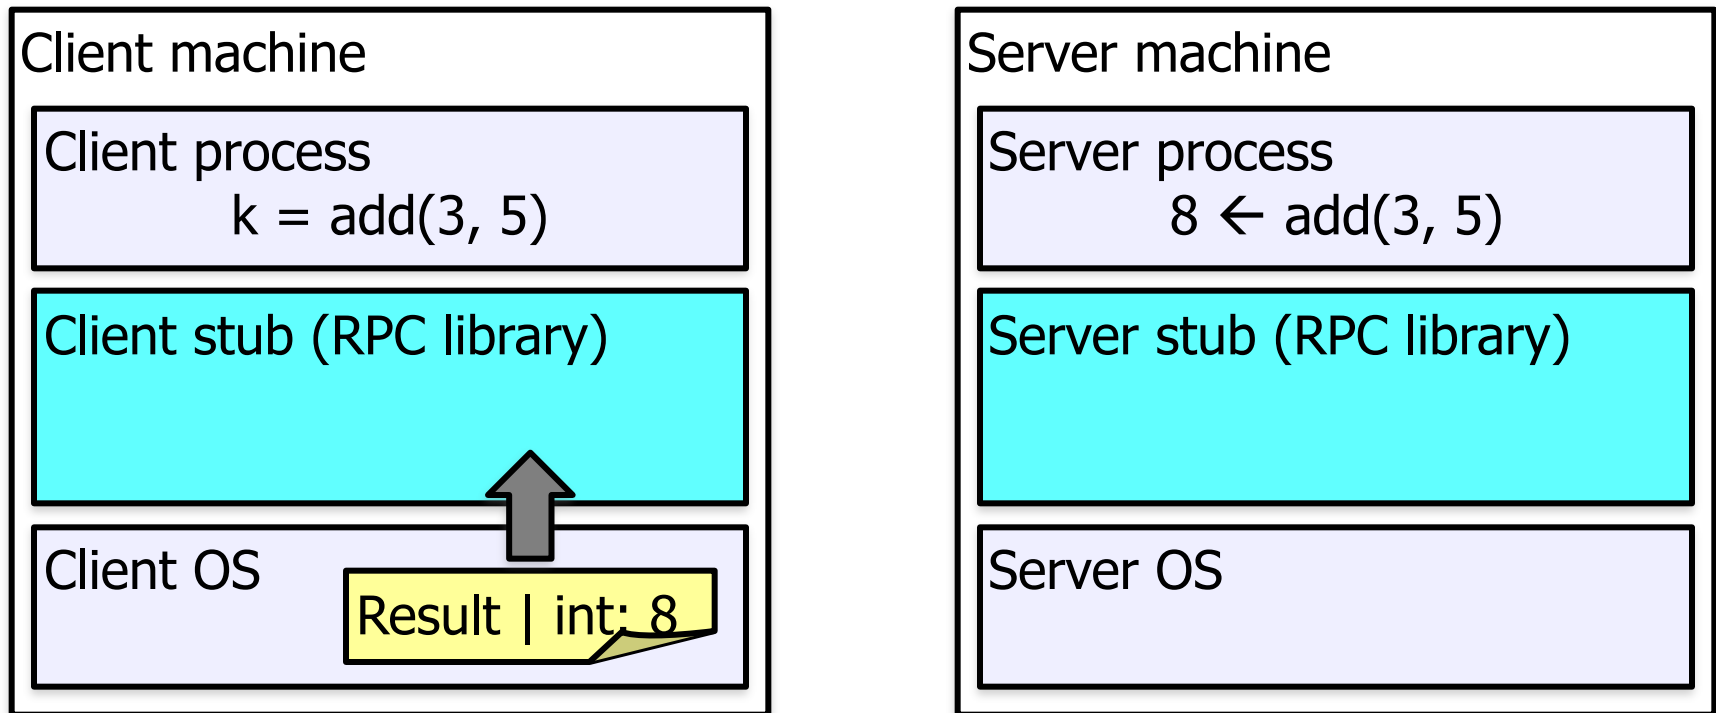 Client machine
Client process
k = add(3, 5)
Client stub (RPC library)
Client OS
Result | int: 8
Server machine
Server process
8 ← add(3, 5)
Server stub (RPC library)
Server OS